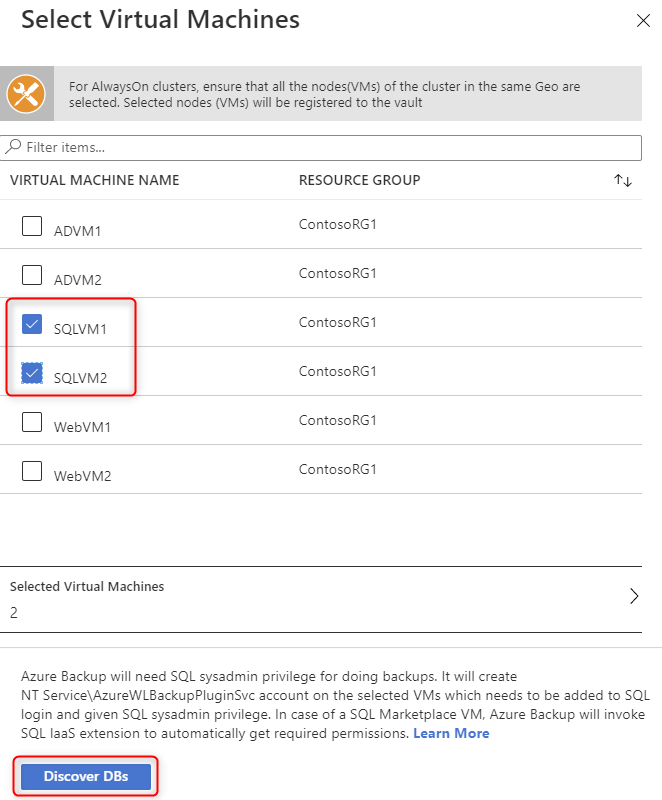 Select Virtual Machines
For AlwaysOn clusters, ensure that all the nodes(VMs) of the cluster in the same Geo are
selected. Selected nodes (VMs) will be registered to the vault
Filter items...
VIRTUAL MACHINE NAME RESOURCE GROUP
ADVM1 ContosoRG1
ADVM2 ContosoRG1
SQLVM1 ContosoRG1
SQLVM2 ContosoRG1
WebVM1 ContosoRG1
WebVM2 ContosoRG1
Selected Virtual Machines
2
Azure Backup will need SQL sysadmin privilege for doing backups. It will create
NT Service\AzureWLBackupPluginSvc account on the selected VMs which needs to be added to SQL
login and given SQL sysadmin privilege. In case of a SQL Marketplace VM, Azure Backup will invoke
SQL IaaS extension to automatically get required permissions. Learn More
Discover DBs